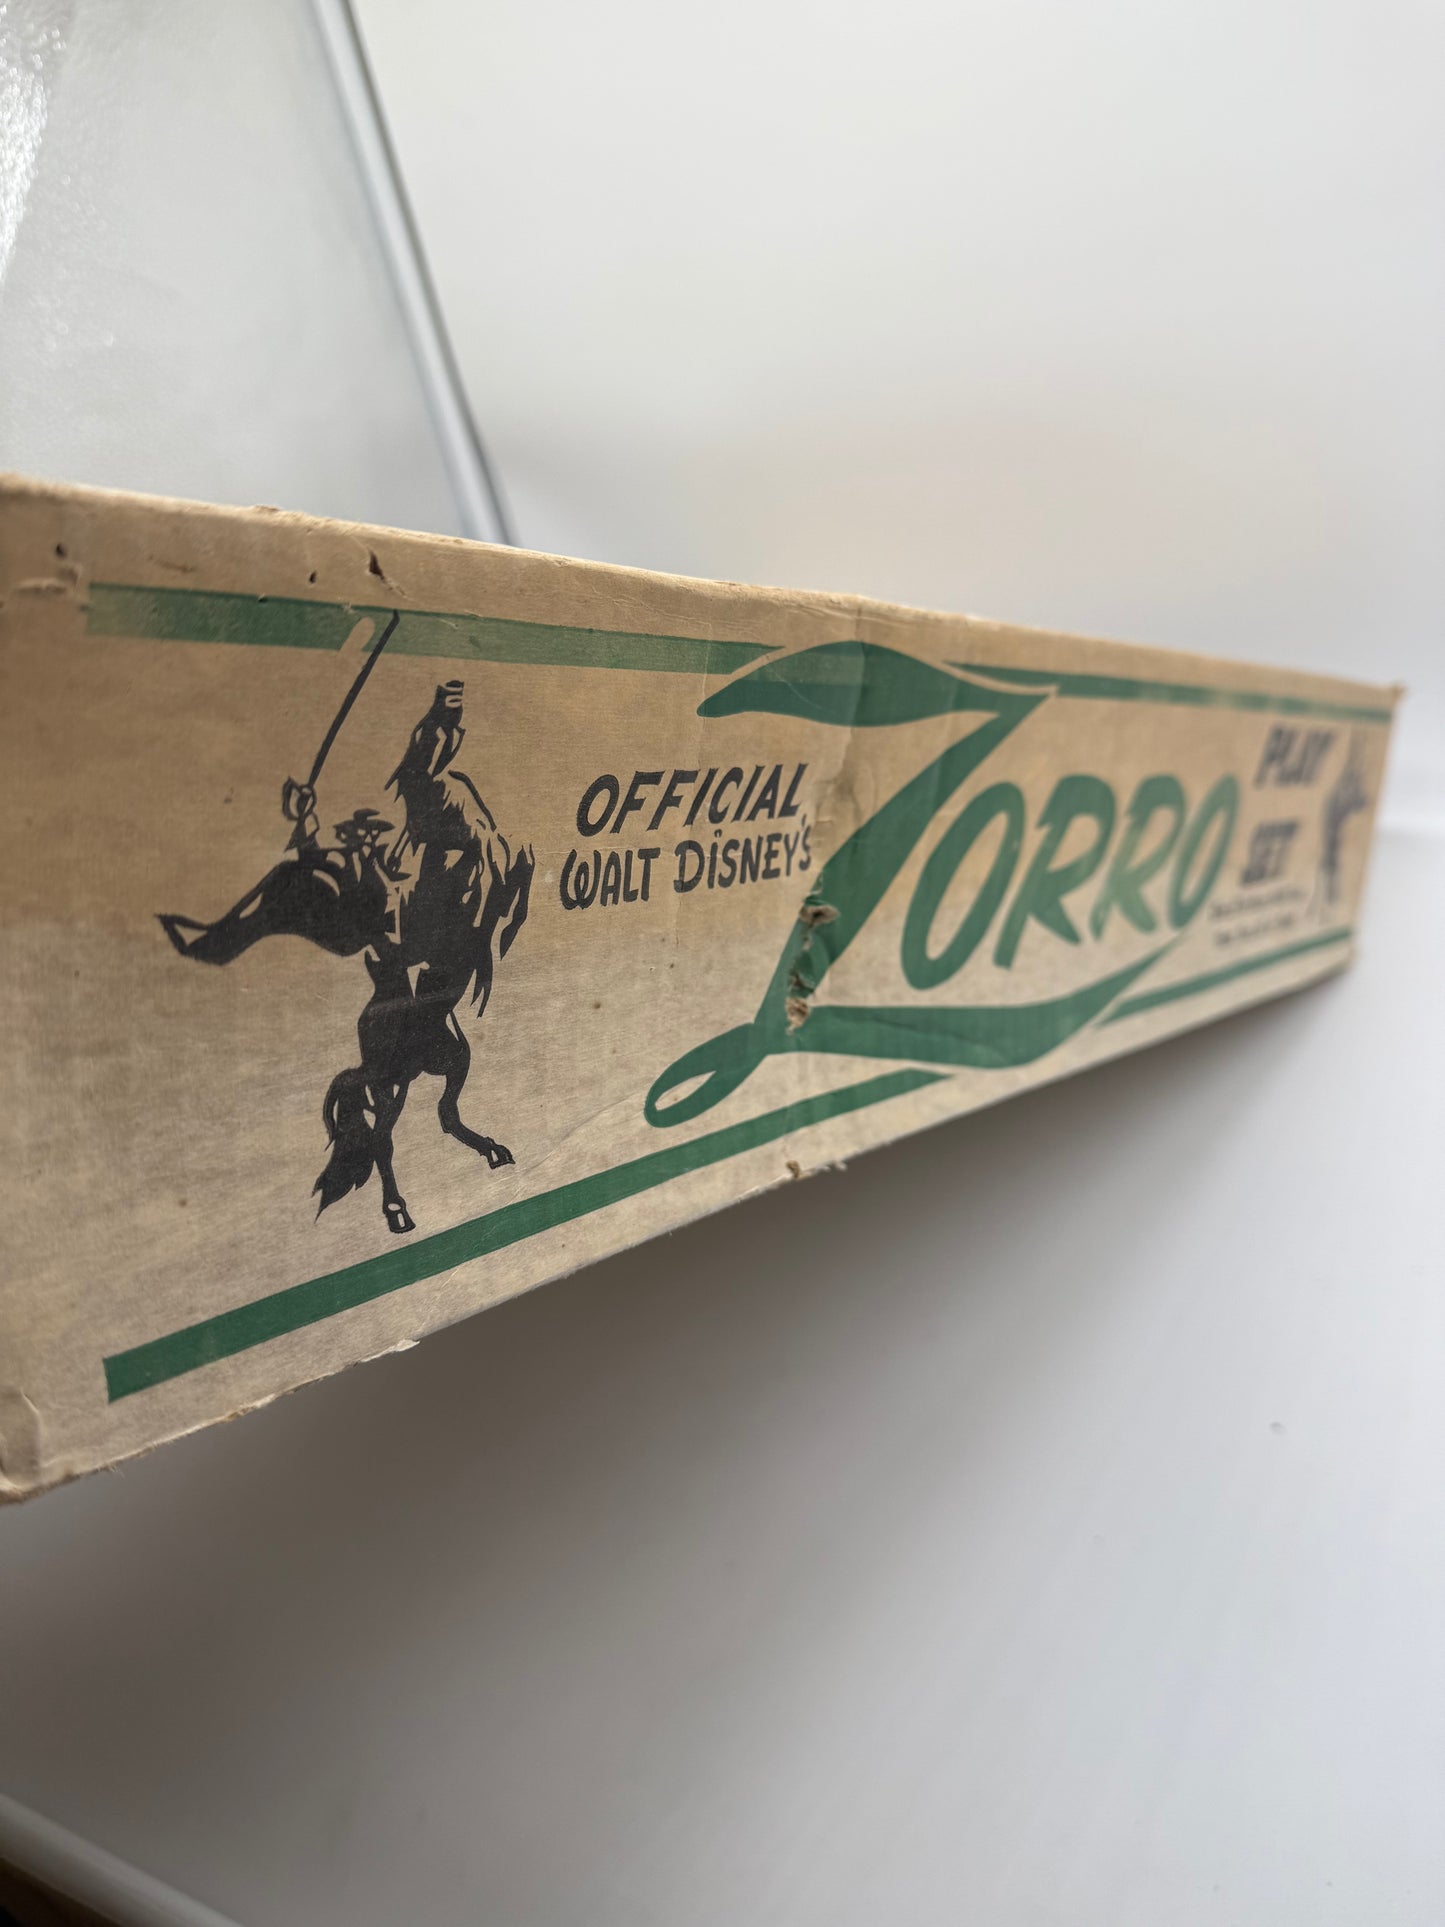 OFFICIAL
WALT DISNEY'S
ZORRO
PLAY
SET